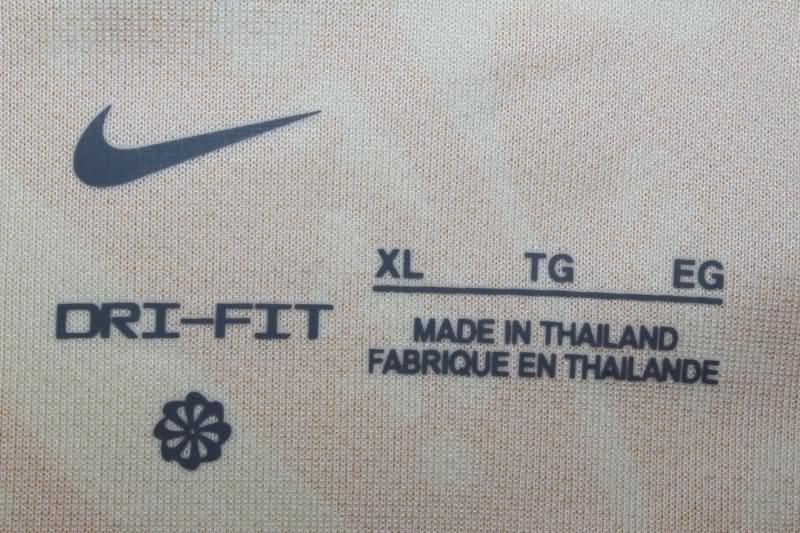 DRI-FIT
XL TG EG
MADE IN THAILAND
FABRIQUE EN THAILANDE